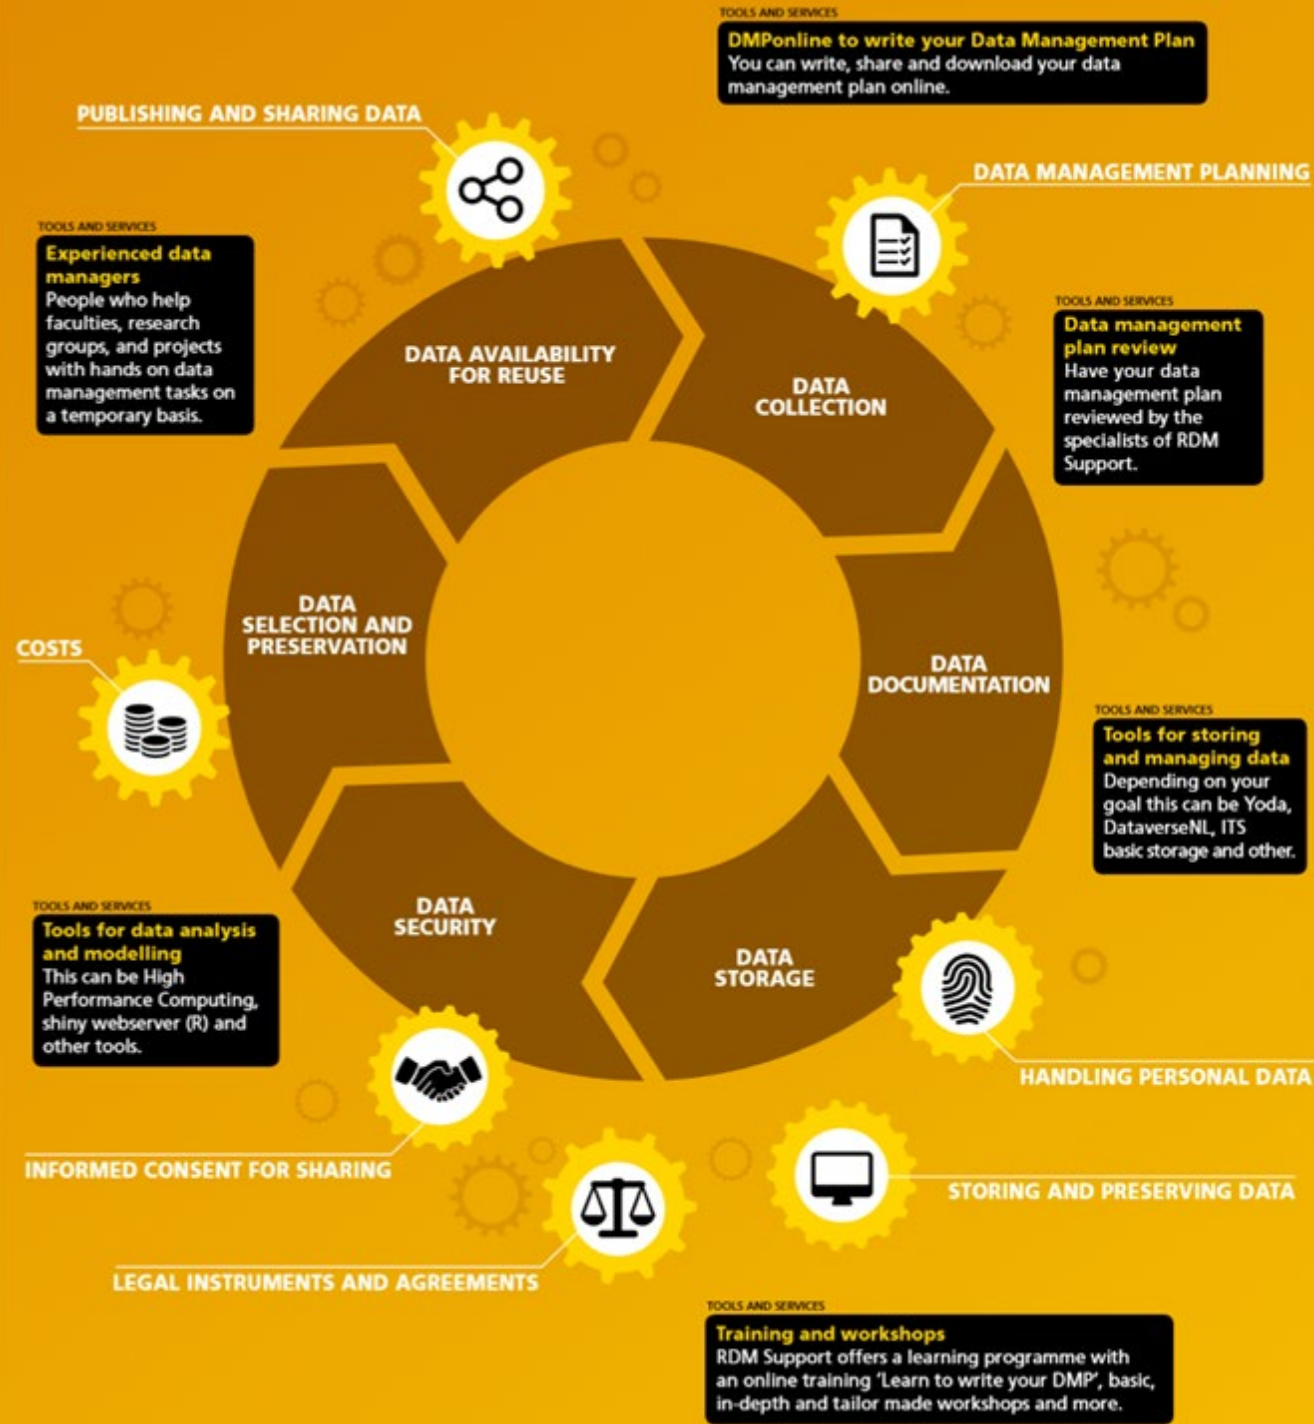 TOOLS AND SERVICES
DMPonline to write your Data Management Plan
You can write, share and download your data
management plan online.
PUBLISHING AND SHARING DATA
DATA MANAGEMENT PLANNING
TOOLS AND SERVICES
Experienced data
managers
People who help
faculties, research
groups, and projects
with hands on data
management tasks on
a temporary basis.
TOOLS AND SERVICES
Data management
plan review
Have your data
management plan
reviewed by the
specialists of RDM
Support.
DATA AVAILABILITY
FOR REUSE
DATA
COLLECTION
DATA
SELECTION AND
PRESERVATION
COSTS
DATA
DOCUMENTATION
TOOLS AND SERVICES
Tools for storing
and managing data
Depending on your
goal this can be Yoda,
DataverseNL, ITS
basic storage and other.
DATA
SECURITY
DATA
STORAGE
TOOLS AND SERVICES
Tools for data analysis
and modelling
This can be High
Performance Computing,
shiny webserver (R) and
other tools.
HANDLING PERSONAL DATA
INFORMED CONSENT FOR SHARING
STORING AND PRESERVING DATA
LEGAL INSTRUMENTS AND AGREEMENTS
TOOLS AND SERVICES
Training and workshops
RDM Support offers a learning programme with
an online training 'Learn to write your DMP', basic,
in-depth and tailor made workshops and more.